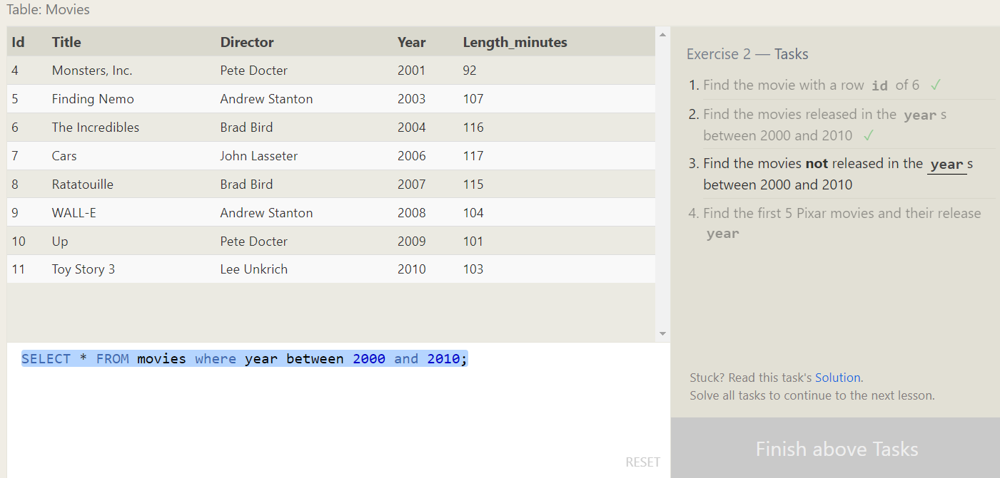 Table: Movies
Id Title Director Year Length_minutes
4 Monsters, Inc. Pete Docter 2001 92
5 Finding Nemo Andrew Stanton 2003 107
6 The Incredibles Brad Bird 2004 116
7 Cars John Lasseter 2006 117
8 Ratatouille Brad Bird 2007 115
9 WALL-E Andrew Stanton 2008 104
10 Up Pete Docter 2009 101
11 Toy Story 3 Lee Unkrich 2010 103
SELECT * FROM movies where year between 2000 and 2010;
RESET
Exercise 2 — Tasks
1. Find the movie with a row id of 6 ✓
2. Find the movies released in the year s
between 2000 and 2010 ✓
3. Find the movies not released in the year s
between 2000 and 2010
4. Find the first 5 Pixar movies and their release
year
Stuck? Read this task's Solution.
Solve all tasks to continue to the next lesson.
Finish above Tasks